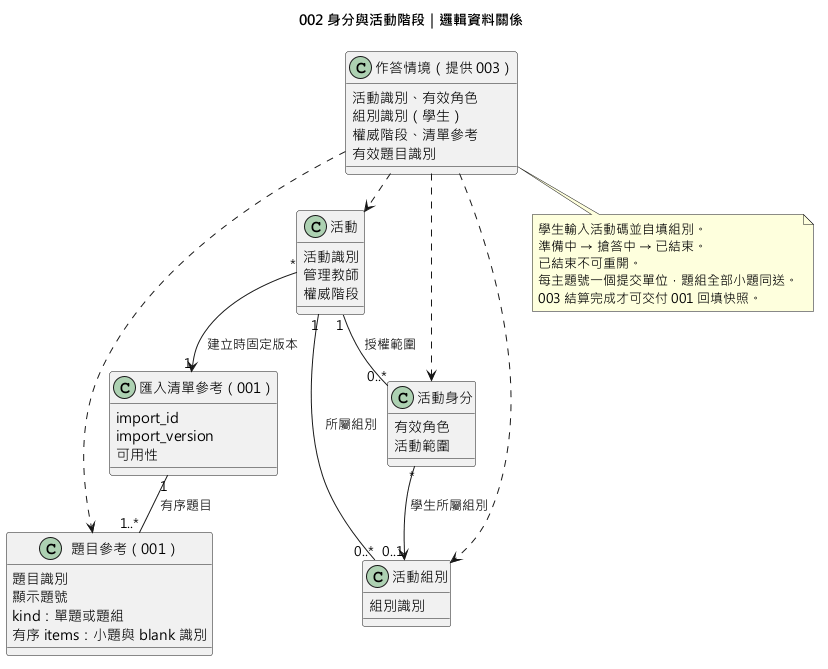 002 身分與活動階段｜邏輯資料關係
C 作答情境（提供 003）
活動識別、有效角色
組別識別（學生）
權威階段、清單參考
有效題目識別
學生輸入活動碼並自填組別。
準備中 → 搶答中 → 已結束。
已結束不可重開。
每主題號一個提交單位，題組全部小題同送。
003 結算完成才可交付 001 回填快照。
C 活動
活動識別
管理教師
權威階段
*
1
1
建立時固定版本
授權範圍
1
0..*
C 匯入清單參考（001）
import_id
import_version
可用性
C 活動身分
有效角色
活動範圍
所屬組別
1
*
有序題目
學生所屬組別
1..*
0..*
0..1
C 題目參考（001）
題目識別
顯示題號
kind：單題或題組
有序 items：小題與 blank 識別
C 活動組別
組別識別